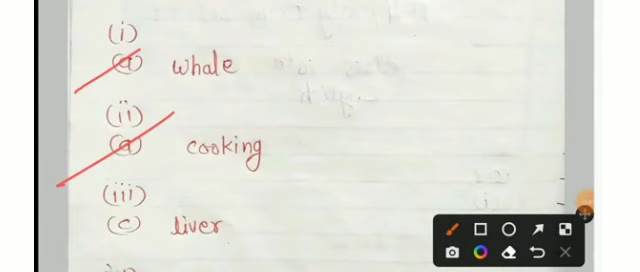 (i)
(a) whale
(ii)
(a) cooking
(iii)
(c) liver